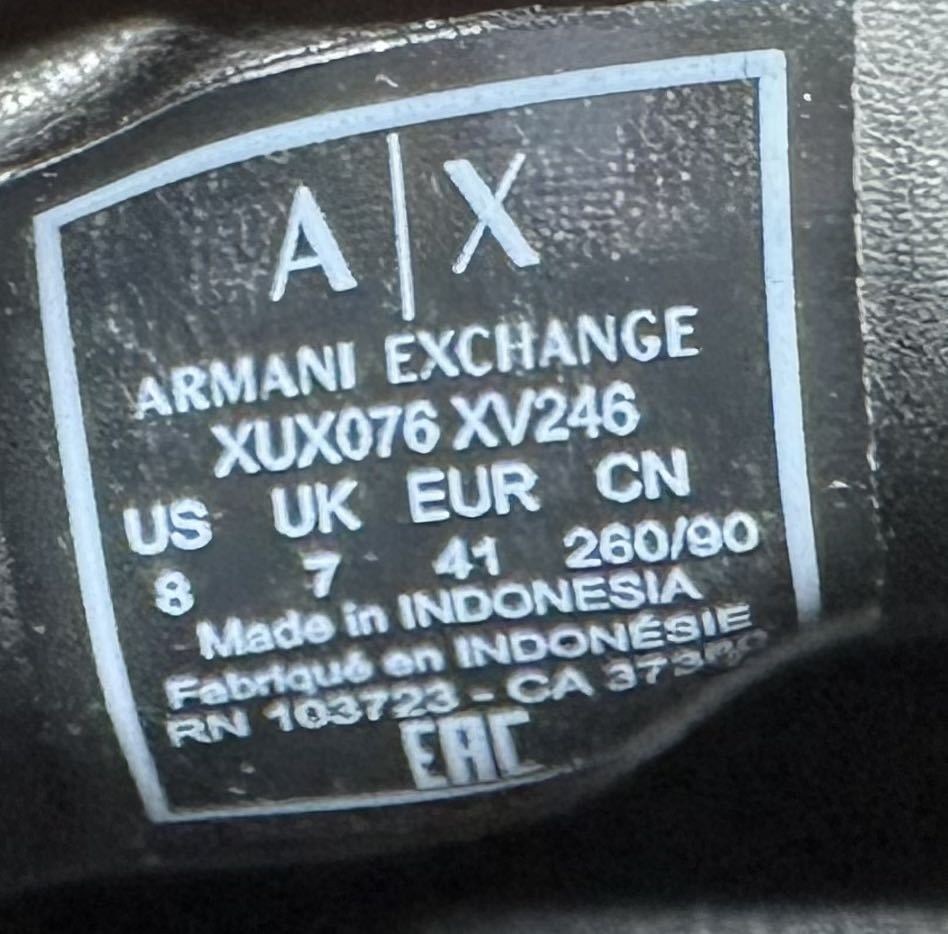 A|X
ARMANI EXCHANGE
XUX076 XV246
US UK EUR CN
8 7 41 260/90
Made in INDONESIA
Fabriqué en INDONÉSIE
RN 103723 - CA
EAC